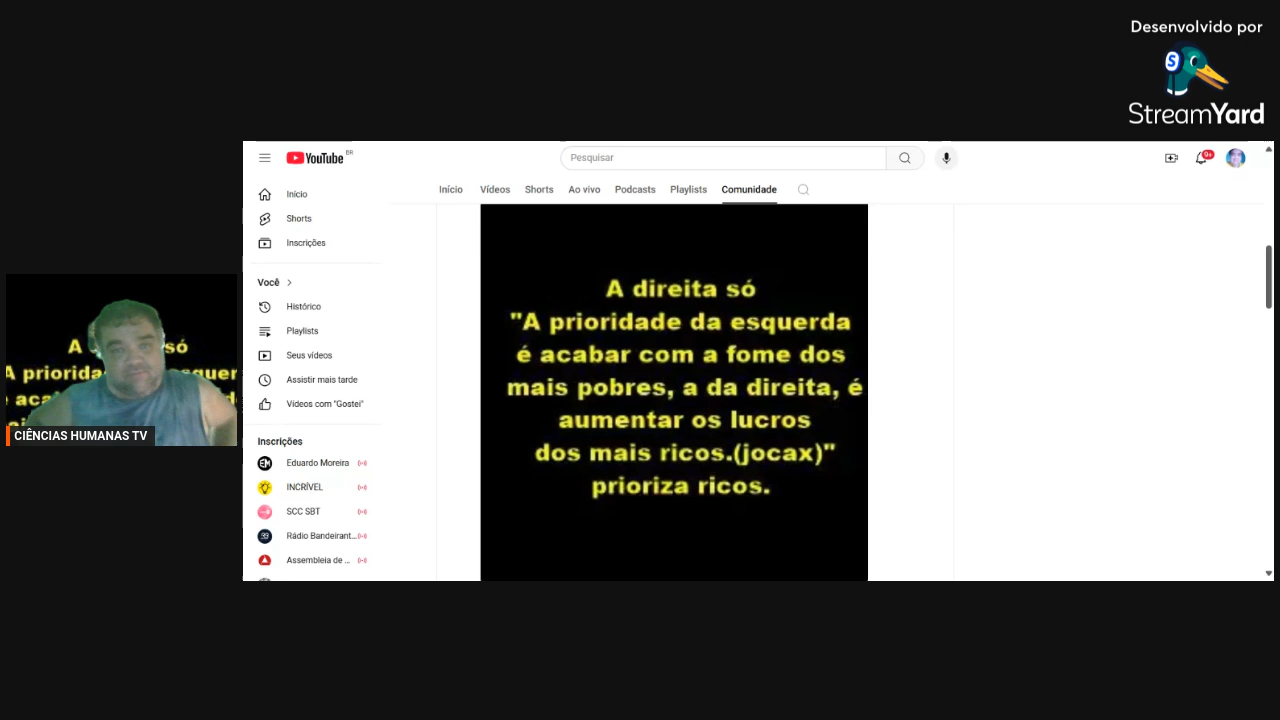 Desenvolvido por
StreamYard
YouTube BR
Pesquisar
9+
Início
Vídeos
Shorts
Ao vivo
Podcasts
Playlists
Comunidade
Início
Shorts
Inscrições
Você
Histórico
Playlists
Seus vídeos
Assistir mais tarde
Vídeos com "Gostei"
Inscrições
Eduardo Moreira
INCRÍVEL
SCC SBT
Rádio Bandeirant...
Assembleia de ...
A direita só
"A prioridade da esquerda
é acabar com a fome dos
mais pobres, a da direita, é
aumentar os lucros
dos mais ricos.(jocax)"
prioriza ricos.
CIÊNCIAS HUMANAS TV